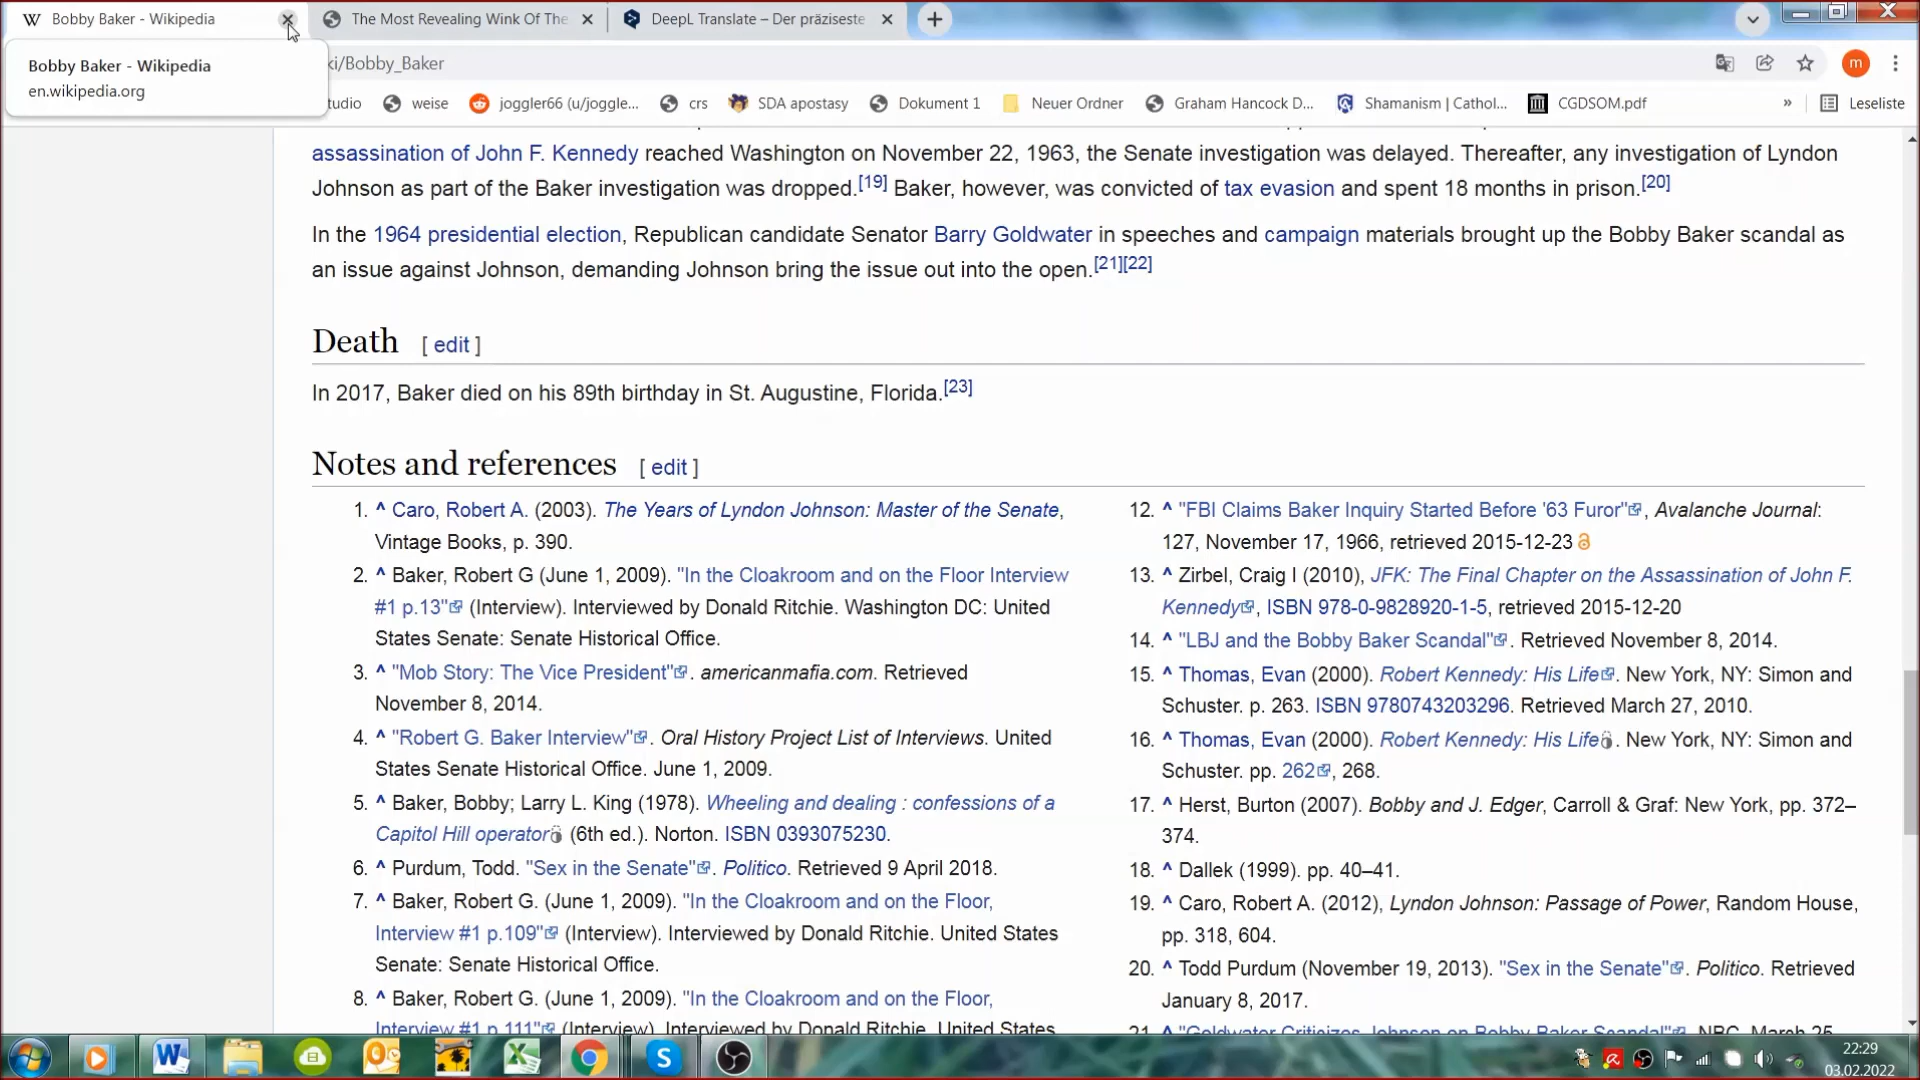 Bobby Baker - Wikipedia
The Most Revealing Wink Of The
DeepL Translate – Der präziseste
Bobby Baker - Wikipedia
en.wikipedia.org
ki/Bobby_Baker
m
tudio
weise
joggler66 (u/joggle...
crs
SDA apostasy
Dokument 1
Neuer Ordner
Graham Hancock D...
Shamanism | Cathol...
CGDSOM.pdf
»
Leseliste
assassination of John F. Kennedy reached Washington on November 22, 1963, the Senate investigation was delayed. Thereafter, any investigation of Lyndon
Johnson as part of the Baker investigation was dropped.[19] Baker, however, was convicted of tax evasion and spent 18 months in prison.[20]
In the 1964 presidential election, Republican candidate Senator Barry Goldwater in speeches and campaign materials brought up the Bobby Baker scandal as
an issue against Johnson, demanding Johnson bring the issue out into the open.[21][22]
Death [ edit ]
In 2017, Baker died on his 89th birthday in St. Augustine, Florida.[23]
Notes and references [ edit ]
1. ^ Caro, Robert A. (2003). The Years of Lyndon Johnson: Master of the Senate,
Vintage Books, p. 390.
2. ^ Baker, Robert G (June 1, 2009). "In the Cloakroom and on the Floor Interview
#1 p.13" (Interview). Interviewed by Donald Ritchie. Washington DC: United
States Senate: Senate Historical Office.
3. ^ "Mob Story: The Vice President". americanmafia.com. Retrieved
November 8, 2014.
4. ^ "Robert G. Baker Interview". Oral History Project List of Interviews. United
States Senate Historical Office. June 1, 2009.
5. ^ Baker, Bobby; Larry L. King (1978). Wheeling and dealing : confessions of a
Capitol Hill operator (6th ed.). Norton. ISBN 0393075230.
6. ^ Purdum, Todd. "Sex in the Senate". Politico. Retrieved 9 April 2018.
7. ^ Baker, Robert G. (June 1, 2009). "In the Cloakroom and on the Floor,
Interview #1 p.109" (Interview). Interviewed by Donald Ritchie. United States
Senate: Senate Historical Office.
8. ^ Baker, Robert G. (June 1, 2009). "In the Cloakroom and on the Floor,
Interview #1 p.111" (Interview). Interviewed by Donald Ritchie. United States
12. ^ "FBI Claims Baker Inquiry Started Before '63 Furor", Avalanche Journal:
127, November 17, 1966, retrieved 2015-12-23
13. ^ Zirbel, Craig I (2010), JFK: The Final Chapter on the Assassination of John F.
Kennedy, ISBN 978-0-9828920-1-5, retrieved 2015-12-20
14. ^ "LBJ and the Bobby Baker Scandal". Retrieved November 8, 2014.
15. ^ Thomas, Evan (2000). Robert Kennedy: His Life. New York, NY: Simon and
Schuster. p. 263. ISBN 9780743203296. Retrieved March 27, 2010.
16. ^ Thomas, Evan (2000). Robert Kennedy: His Life. New York, NY: Simon and
Schuster. pp. 262, 268.
17. ^ Herst, Burton (2007). Bobby and J. Edger, Carroll & Graf: New York, pp. 372–
374.
18. ^ Dallek (1999). pp. 40–41.
19. ^ Caro, Robert A. (2012), Lyndon Johnson: Passage of Power, Random House,
pp. 318, 604.
20. ^ Todd Purdum (November 19, 2013). "Sex in the Senate". Politico. Retrieved
January 8, 2017.
21. ^ "Goldwater Criticizes Johnson on Bobby Baker Scandal". NBC. March 25,
22:29
03.02.2022